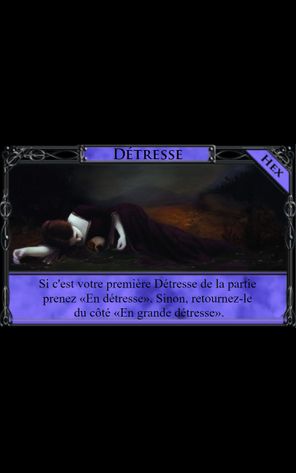 DÉTRESSE
HEX
Si c'est votre première Détresse de la partie
prenez «En détresse». Sinon, retournez-le
du côté «En grande détresse».